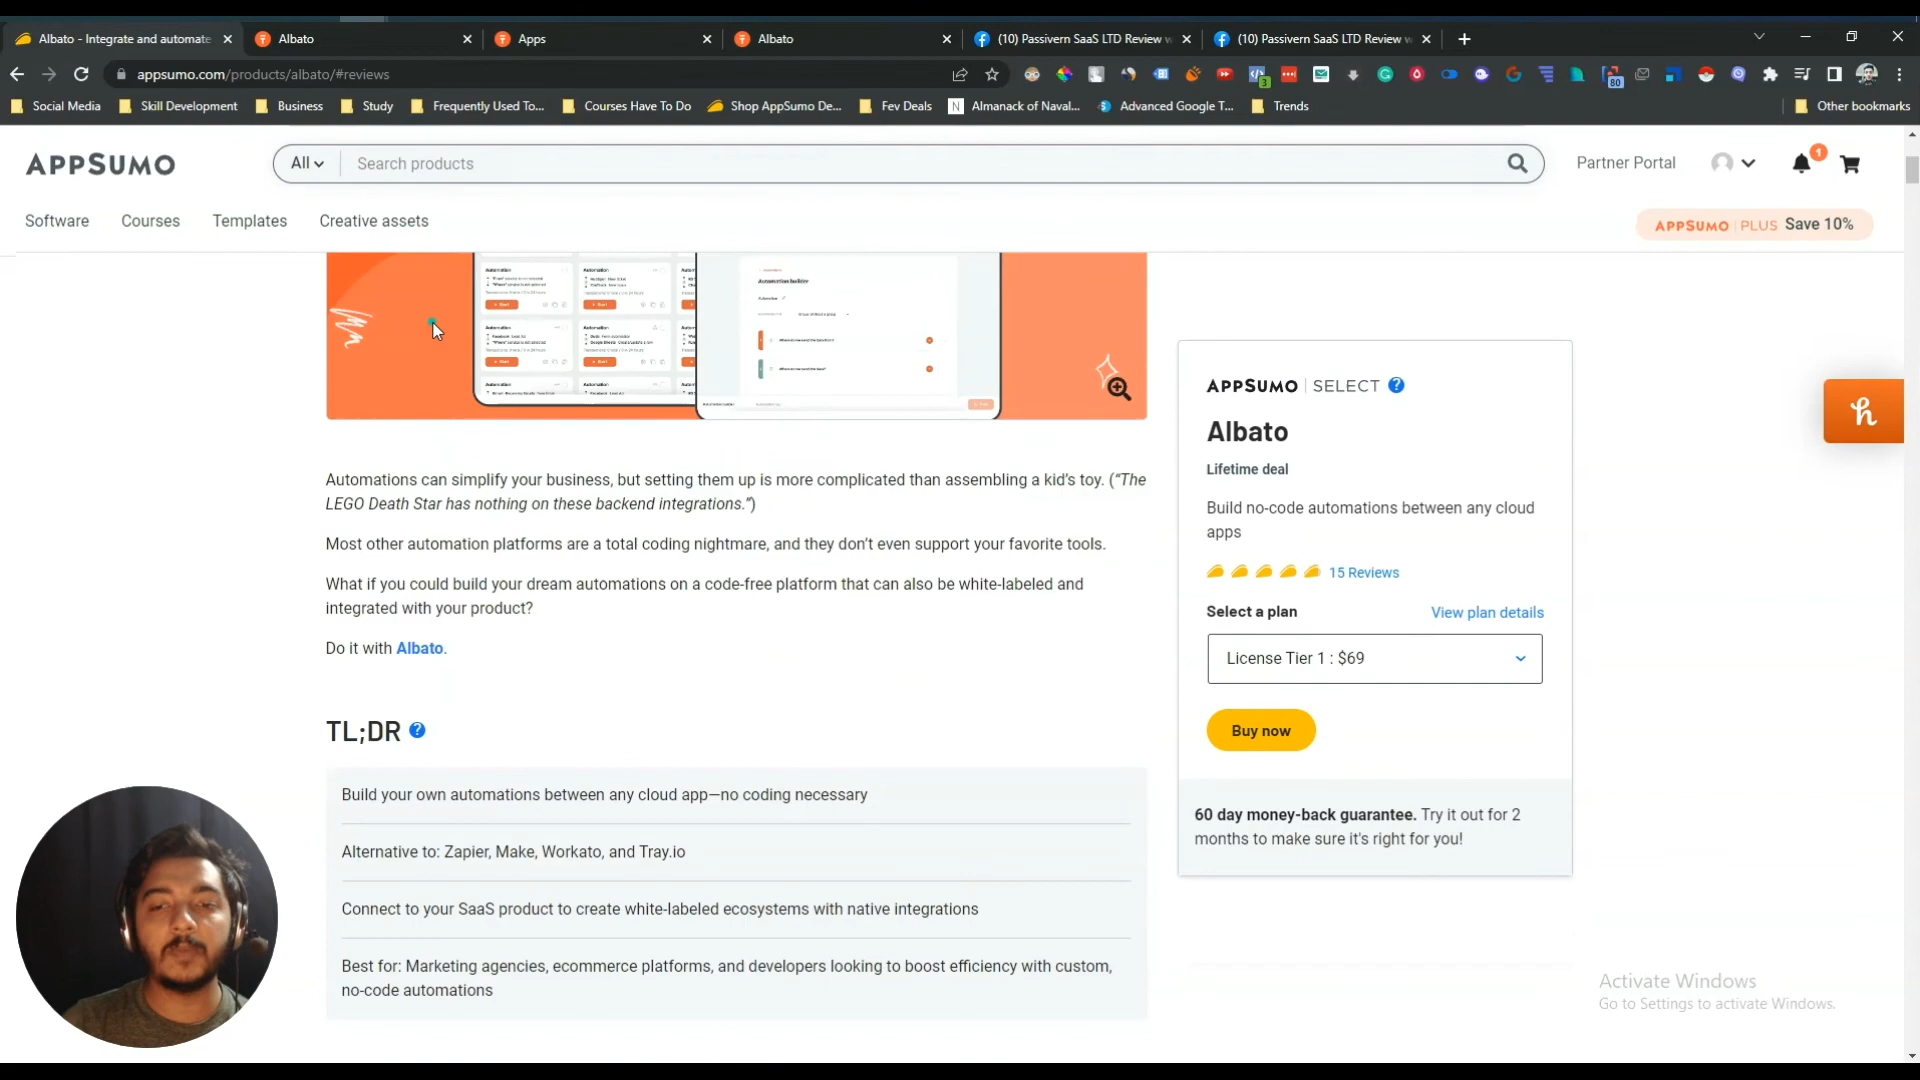 Albato - Integrate and automate
Albato
Apps
Albato
(10) Passivern SaaS LTD Review w
(10) Passivern SaaS LTD Review w
appsumo.com/products/albato/#reviews
3
80
Social Media
Skill Development
Business
Study
Frequently Used To...
Courses Have To Do
Shop AppSumo De...
Fev Deals
N
Almanack of Naval...
Advanced Google T...
Trends
Other bookmarks
APPSUMO
All
Search products
Partner Portal
1
Software
Courses
Templates
Creative assets
APPSUMO | PLUS Save 10%
Automation
Automation
Automation builder
Automation
Automation
h
APPSUMO | SELECT ?
Albato
Lifetime deal
Build no-code automations between any cloud
apps
15 Reviews
Select a plan
View plan details
License Tier 1 : $69
Buy now
60 day money-back guarantee. Try it out for 2
months to make sure it's right for you!
Automations can simplify your business, but setting them up is more complicated than assembling a kid's toy. (“The
LEGO Death Star has nothing on these backend integrations.”)
Most other automation platforms are a total coding nightmare, and they don’t even support your favorite tools.
What if you could build your dream automations on a code-free platform that can also be white-labeled and
integrated with your product?
Do it with Albato.
TL;DR ?
Build your own automations between any cloud app—no coding necessary
Alternative to: Zapier, Make, Workato, and Tray.io
Connect to your SaaS product to create white-labeled ecosystems with native integrations
Best for: Marketing agencies, ecommerce platforms, and developers looking to boost efficiency with custom,
no-code automations
Activate Windows
Go to Settings to activate Windows.